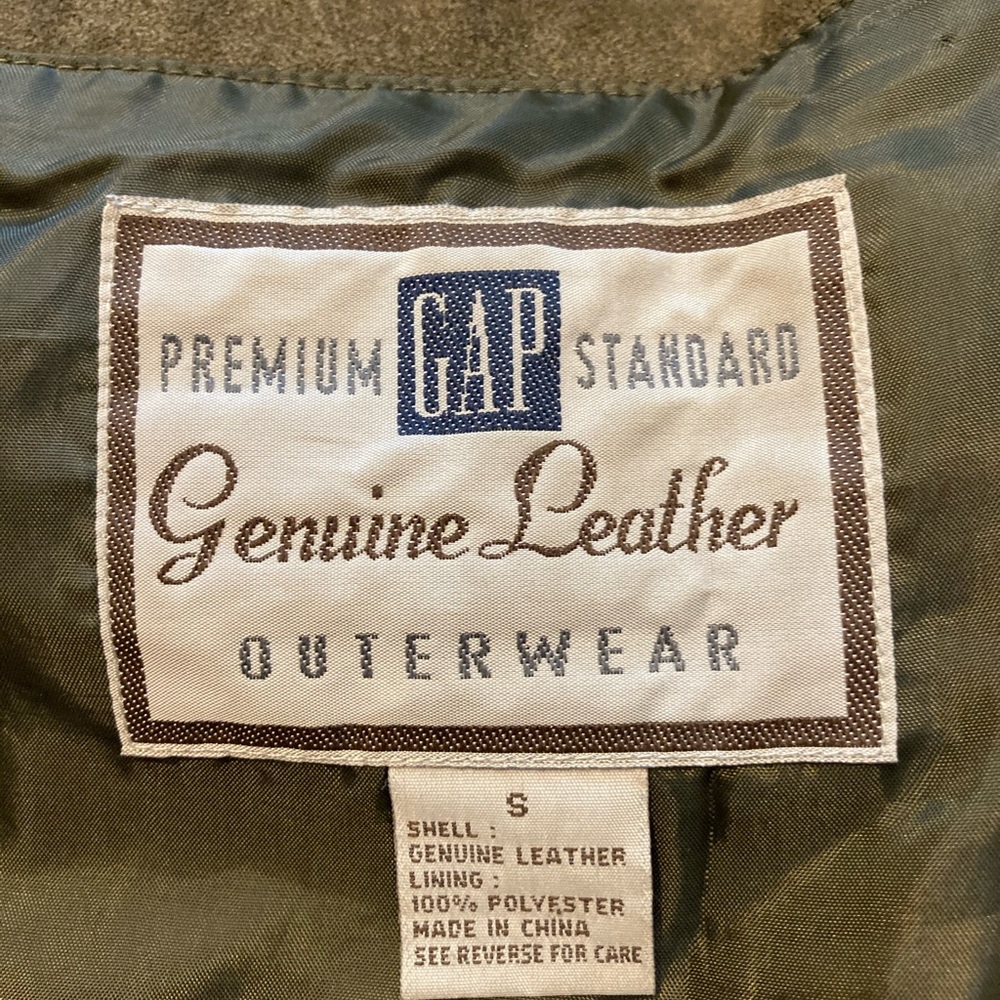 PREMIUM GAP STANDARD
Genuine Leather
OUTERWEAR
S
SHELL :
GENUINE LEATHER
LINING :
100% POLYESTER
MADE IN CHINA
SEE REVERSE FOR CARE